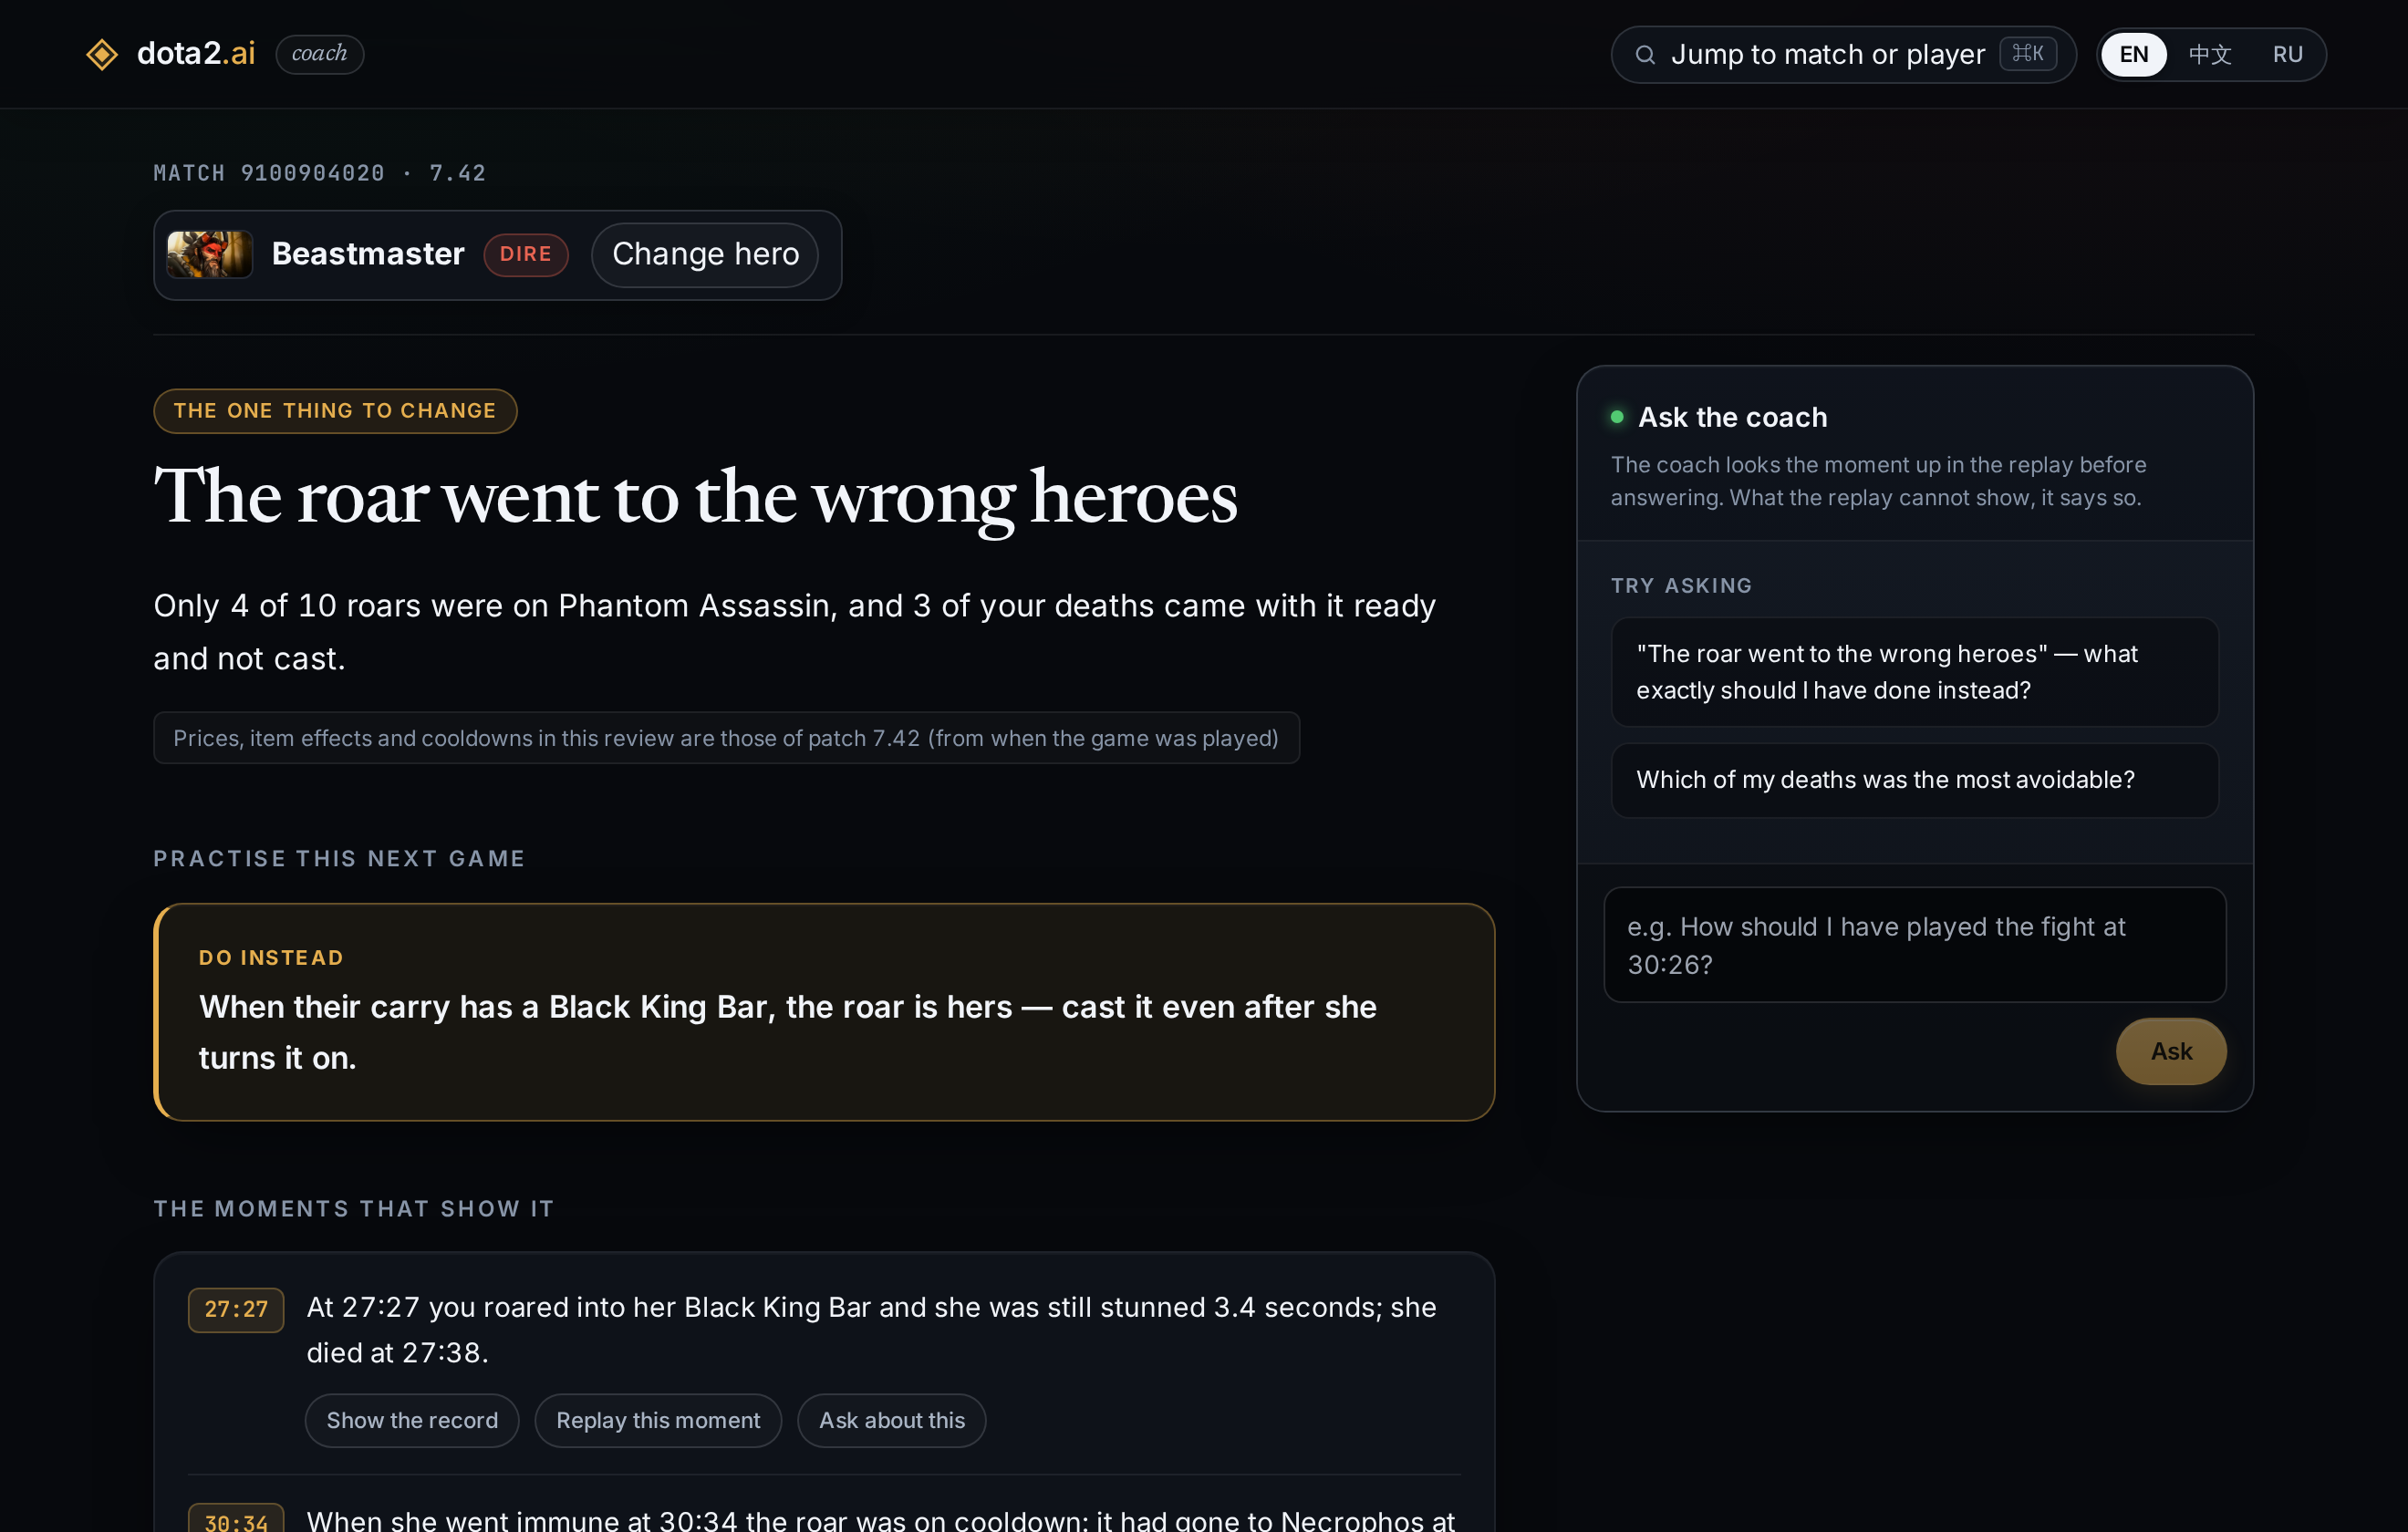 dota2.ai coach
Jump to match or player ⌘K
EN 中文 RU
MATCH 9100904020 · 7.42
Beastmaster DIRE Change hero
THE ONE THING TO CHANGE
The roar went to the wrong heroes
Only 4 of 10 roars were on Phantom Assassin, and 3 of your deaths came with it ready
and not cast.
Prices, item effects and cooldowns in this review are those of patch 7.42 (from when the game was played)
PRACTISE THIS NEXT GAME
DO INSTEAD
When their carry has a Black King Bar, the roar is hers — cast it even after she
turns it on.
THE MOMENTS THAT SHOW IT
27:27 At 27:27 you roared into her Black King Bar and she was still stunned 3.4 seconds; she
died at 27:38.
Show the record Replay this moment Ask about this
30:34 When she went immune at 30:34 the roar was on cooldown: it had gone to Necrophos at
Ask the coach
The coach looks the moment up in the replay before
answering. What the replay cannot show, it says so.
TRY ASKING
"The roar went to the wrong heroes" — what
exactly should I have done instead?
Which of my deaths was the most avoidable?
e.g. How should I have played the fight at
30:26?
Ask